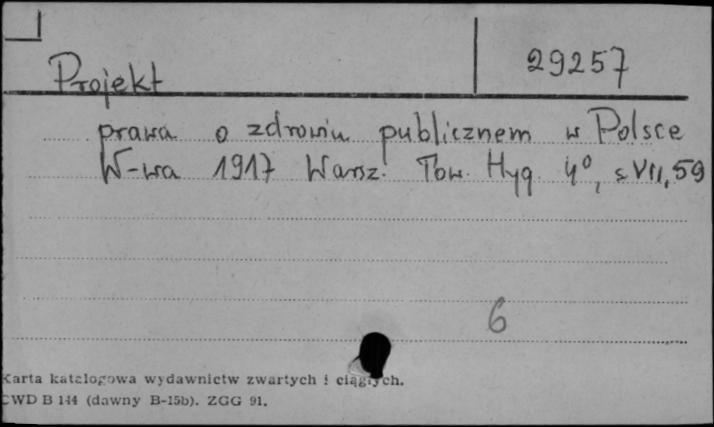 Projekt 29257
prawa o zdrowiu publicznem w Polsce
W-wa 1917 Warsz. Tow. Hyg. 4°, s VII, 59
6
Karta katalogowa wydawnictw zwartych i ciągłych.
CWD B 144 (dawny B-15b). ZGG 91.